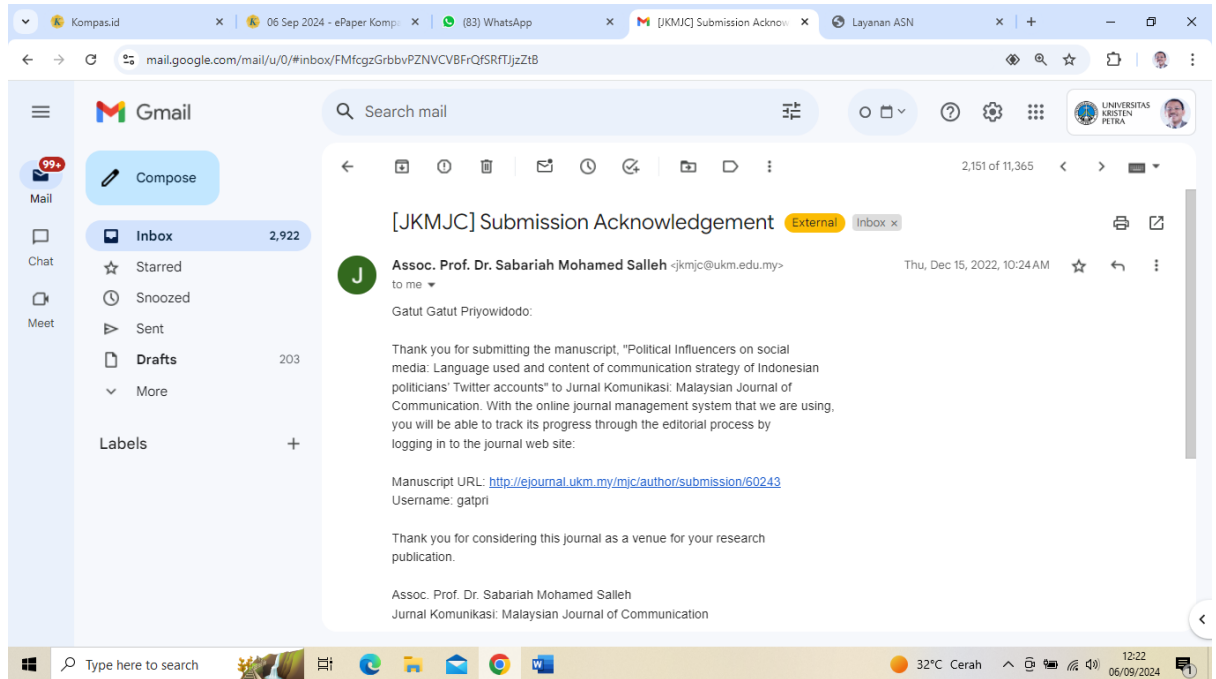 Kompas.id
06 Sep 2024 - ePaper Kompa
(83) WhatsApp
[JKMJC] Submission Acknow
Layanan ASN
mail.google.com/mail/u/0/#inbox/FMfcgzGrbbvPZNVCVBFrQfSRfTJjzZtB
Gmail
Search mail
UNIVERSITAS
KRISTEN
PETRA
99+
Mail
Chat
Meet
Compose
Inbox 2,922
Starred
Snoozed
Sent
Drafts 203
More
Labels
2,151 of 11,365
[JKMJC] Submission Acknowledgement External Inbox x
J
Assoc. Prof. Dr. Sabariah Mohamed Salleh <jkmjc@ukm.edu.my> Thu, Dec 15, 2022, 10:24 AM
to me
Gatut Gatut Priyowidodo:
Thank you for submitting the manuscript, "Political Influencers on social
media: Language used and content of communication strategy of Indonesian
politicians' Twitter accounts" to Jurnal Komunikasi: Malaysian Journal of
Communication. With the online journal management system that we are using,
you will be able to track its progress through the editorial process by
logging in to the journal web site:
Manuscript URL: http://ejournal.ukm.my/mjc/author/submission/60243
Username: gatpri
Thank you for considering this journal as a venue for your research
publication.
Assoc. Prof. Dr. Sabariah Mohamed Salleh
Jurnal Komunikasi: Malaysian Journal of Communication
Type here to search
32°C Cerah
12:22
06/09/2024
1